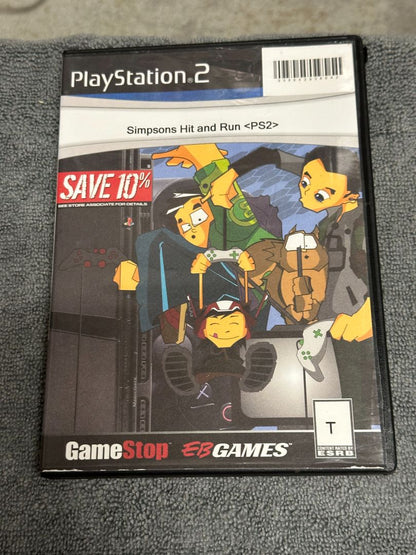 PlayStation®2
Simpsons Hit and Run <PS2>
SAVE 10%
SEE STORE ASSOCIATE FOR DETAILS.
GameStop
EB GAMES™
T
CONTENT RATED BY
ESRB